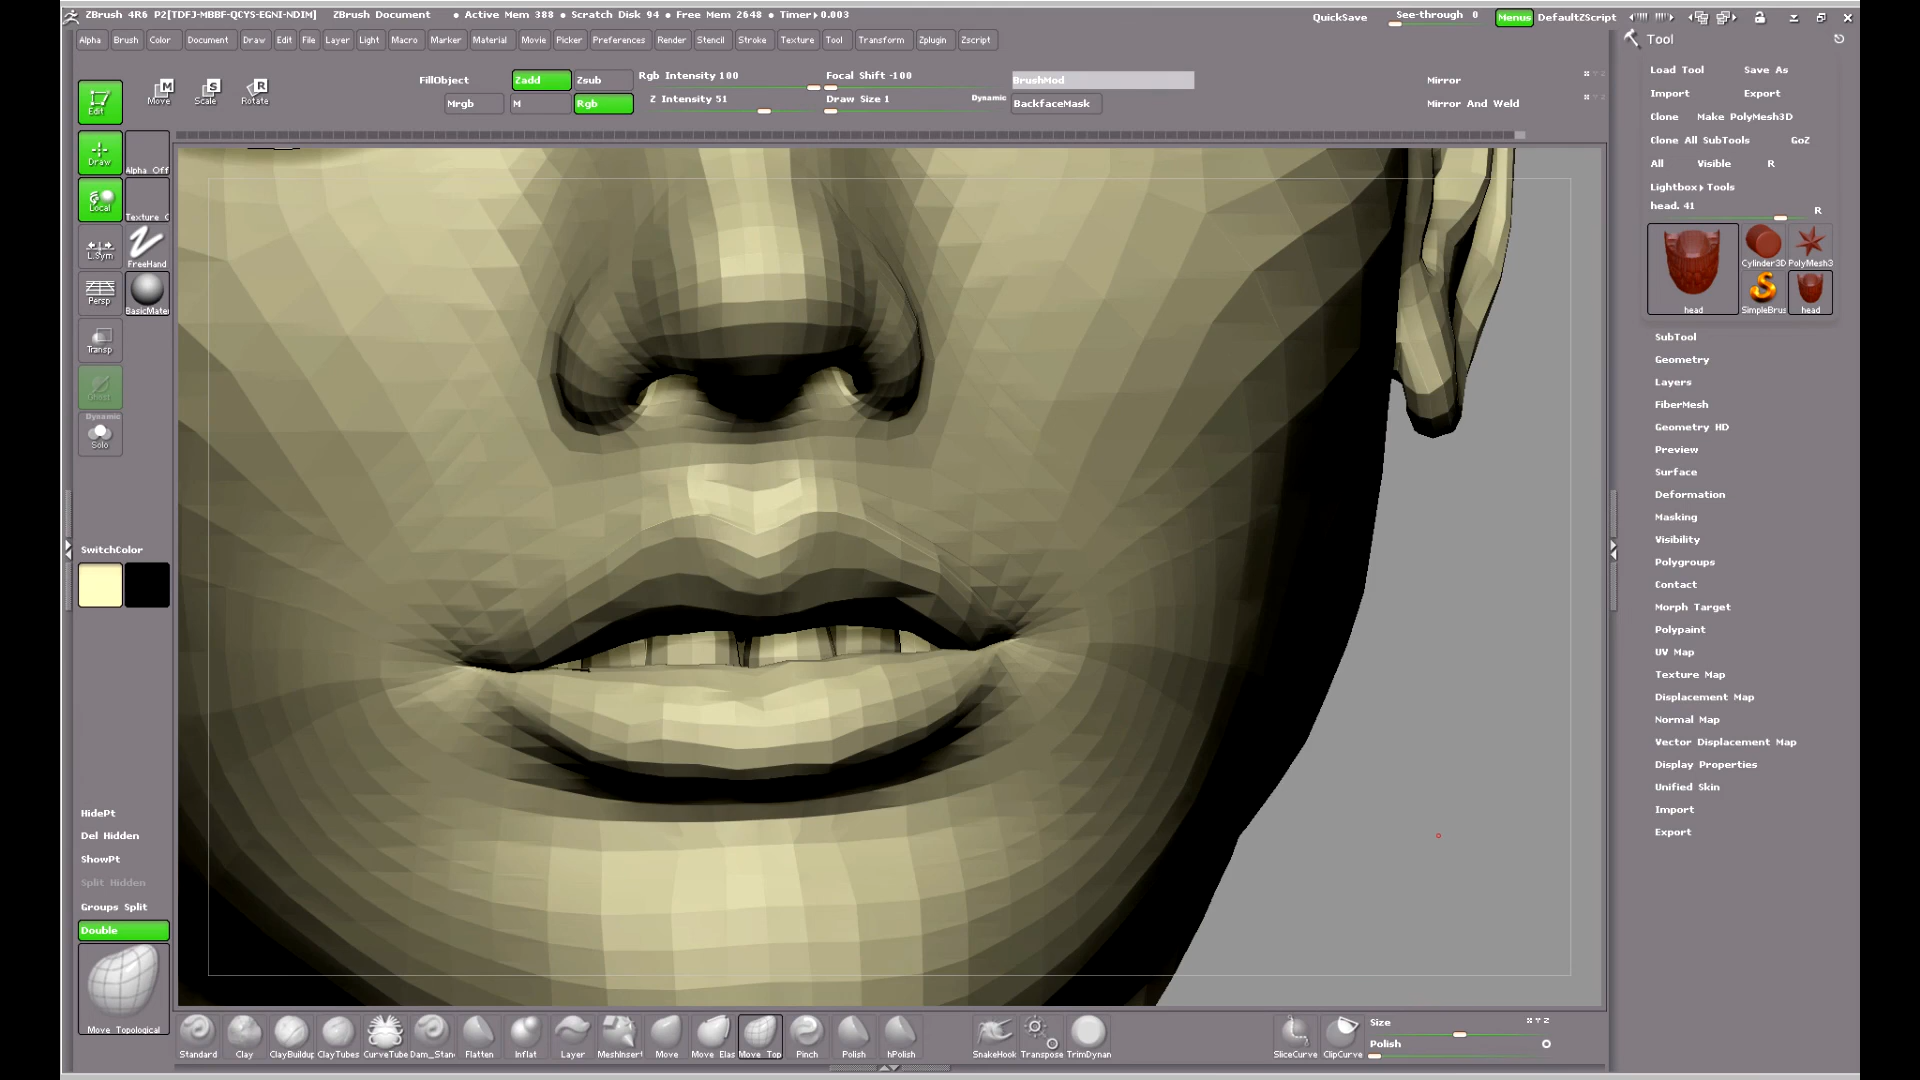 ZBrush 4R6 P2[TDFJ-MBBF-QCYS-EGNI-NDIM] ZBrush Document • Active Mem 388 • Scratch Disk 94 • Free Mem 2648 • Timer▸0.003 QuickSave See-through 0 Menus DefaultZScript
Alpha Brush Color Document Draw Edit File Layer Light Macro Marker Material Movie Picker Preferences Render Stencil Stroke Texture Tool Transform Zplugin Zscript
Tool
Edit Move Scale Rotate
FillObject Zadd Zsub Rgb Intensity 100 Focal Shift -100 BrushMod Mirror
Mrgb M Rgb Z Intensity 51 Draw Size 1 Dynamic BackfaceMask Mirror And Weld
Load Tool Save As
Import Export
Clone Make PolyMesh3D
Clone All SubTools GoZ
All Visible R
Lightbox▸Tools
head. 41 R
Cylinder3D PolyMesh3
head SimpleBrus head
Draw Alpha Off
Local
L.Sym FreeHand
Persp BasicMate
Transp
Ghost
Dynamic
Solo
SwitchColor
HidePt
Del Hidden
ShowPt
Split Hidden
Groups Split
Double
Move Topological
SubTool
Geometry
Layers
FiberMesh
Geometry HD
Preview
Surface
Deformation
Masking
Visibility
Polygroups
Contact
Morph Target
Polypaint
UV Map
Texture Map
Displacement Map
Normal Map
Vector Displacement Map
Display Properties
Unified Skin
Import
Export
Standard Clay ClayBuildup ClayTubes CurveTube Dam_Stan Flatten Inflat Layer MeshInsert Move Move Elas Move Top Pinch Polish hPolish SnakeHook Transpose TrimDynam SliceCurve ClipCurve
Size
Polish